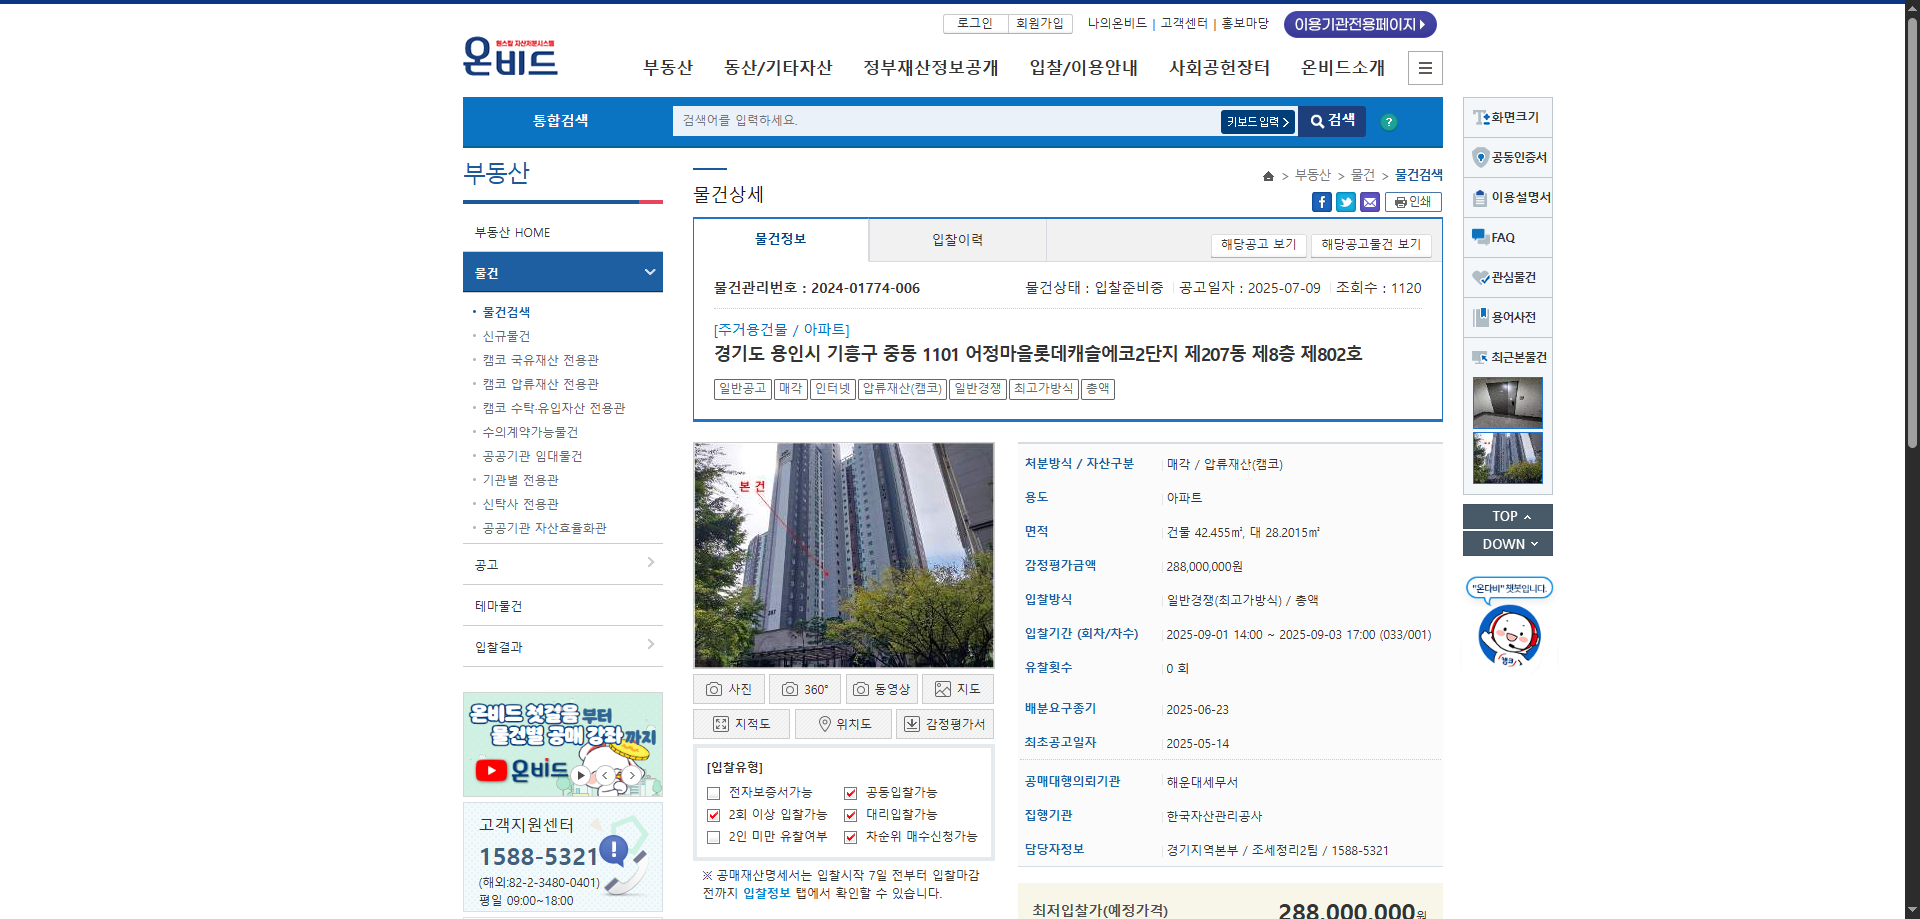 로그인
회원가입
나의온비드 | 고객센터 | 홍보마당
이용기관전용페이지
원스탑 자산처분시스템
온비드
부동산
동산/기타자산
정부재산정보공개
입찰/이용안내
사회공헌장터
온비드소개
통합검색
검색어를 입력하세요.
키보드 입력
검색
?
부동산
부동산 HOME
물건
물건검색
신규물건
캠코 국유재산 전용관
캠코 압류재산 전용관
캠코 수탁·유입자산 전용관
수의계약가능물건
공공기관 임대물건
기관별 전용관
신탁사 전용관
공공기관 자산효율화관
공고
테마물건
입찰결과
온비드 첫걸음 부터
물건별 공매 강좌 까지
온비드
고객지원센터
1588-5321
(해외:82-2-3480-0401)
평일 09:00~18:00
물건상세
> 부동산 > 물건 > 물건검색
인쇄
물건정보
입찰이력
해당공고 보기
해당공고물건 보기
물건관리번호 : 2024-01774-006
물건상태 : 입찰준비중
공고일자 : 2025-07-09
조회수 : 1120
[주거용건물 / 아파트]
경기도 용인시 기흥구 중동 1101 어정마을롯데캐슬에코2단지 제207동 제8층 제802호
일반공고
매각
인터넷
압류재산(캠코)
일반경쟁
최고가방식
총액
본 건
207
사진
360°
동영상
지도
지적도
위치도
감정평가서
[입찰유형]
전자보증서가능
공동입찰가능
2회 이상 입찰가능
대리입찰가능
2인 미만 유찰여부
차순위 매수신청가능
※ 공매재산명세서는 입찰시작 7일 전부터 입찰마감
전까지 입찰정보 탭에서 확인할 수 있습니다.
처분방식 / 자산구분
매각 / 압류재산(캠코)
용도
아파트
면적
건물 42.455㎡, 대 28.2015㎡
감정평가금액
288,000,000원
입찰방식
일반경쟁(최고가방식) / 총액
입찰기간 (회차/차수)
2025-09-01 14:00 ~ 2025-09-03 17:00 (033/001)
유찰횟수
0 회
배분요구종기
2025-06-23
최초공고일자
2025-05-14
공매대행의뢰기관
해운대세무서
집행기관
한국자산관리공사
담당자정보
경기지역본부 / 조세정리2팀 / 1588-5321
최저입찰가(예정가격)
288,000,000원
화면크기
공동인증서
이용설명서
FAQ
관심물건
용어사전
최근본물건
TOP
DOWN
"온다비" 챗봇입니다.
캠코